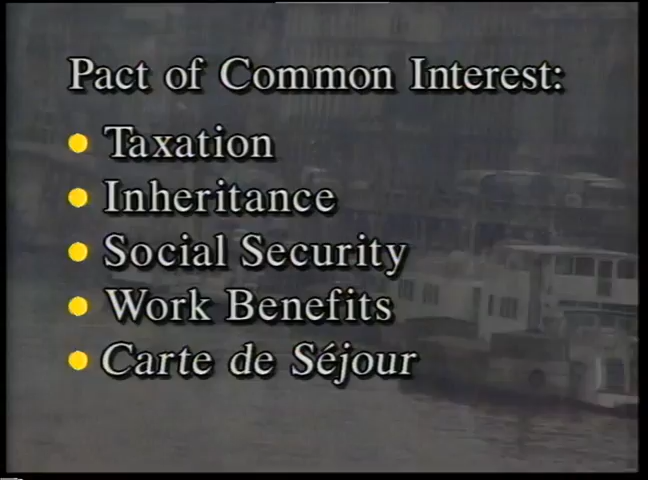 Pact of Common Interest:
Taxation
Inheritance
Social Security
Work Benefits
Carte de Séjour